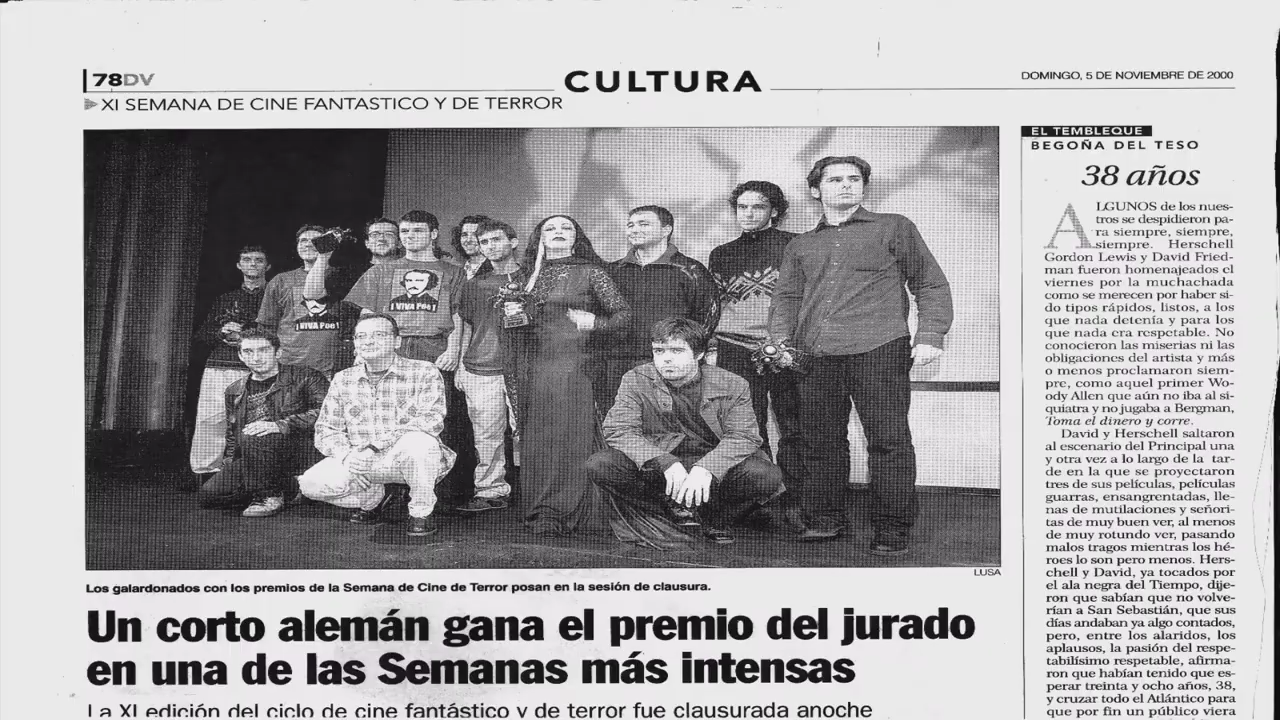 78DV
CULTURA
DOMINGO, 5 DE NOVIEMBRE DE 2000
XI SEMANA DE CINE FANTASTICO Y DE TERROR
¡ VIVA POE !
¡ VIVA POE !
LUSA
Los galardonados con los premios de la Semana de Cine de Terror posan en la sesión de clausura.
Un corto alemán gana el premio del jurado
en una de las Semanas más intensas
La XI edición del ciclo de cine fantástico y de terror fue clausurada anoche
EL TEMBLEQUE
BEGOÑA DEL TESO
38 años
ALGUNOS de los nues-
tros se despidieron pa-
ra siempre, siempre,
siempre. Herschell
Gordon Lewis y David Fried-
man fueron homenajeados el
viernes por la muchachada
como se merecen por haber si-
do tipos rápidos, listos, a los
que nada detenía y para los
que nada era respetable. No
conocieron las miserias ni las
obligaciones del artista y más
o menos proclamaron siem-
pre, como aquel primer Wo-
ody Allen que aún no iba al si-
quiatra y no jugaba a Bergman,
Toma el dinero y corre.
David y Herschell saltaron
al escenario del Principal una
y otra vez a lo largo de la tar-
de en la que se proyectaron
tres de sus películas, películas
guarras, ensangrentadas, lle-
nas de mutilaciones y señori-
tas de muy buen ver, al menos
de muy rotundo ver, pasando
malos tragos mientras los hé-
roes lo son pero menos. Hers-
chell y David, ya tocados por
el ala negra del Tiempo, dije-
ron que sabían que no volve-
rían a San Sebastián, que sus
días andaban ya algo contados,
pero, entre los alaridos, los
aplausos, la pasión del respe-
tabilísimo respetable, afirma-
ron que habían tenido que es-
perar treinta y ocho años, 38,
y cruzar todo el Atlántico para
que por fin un público viera